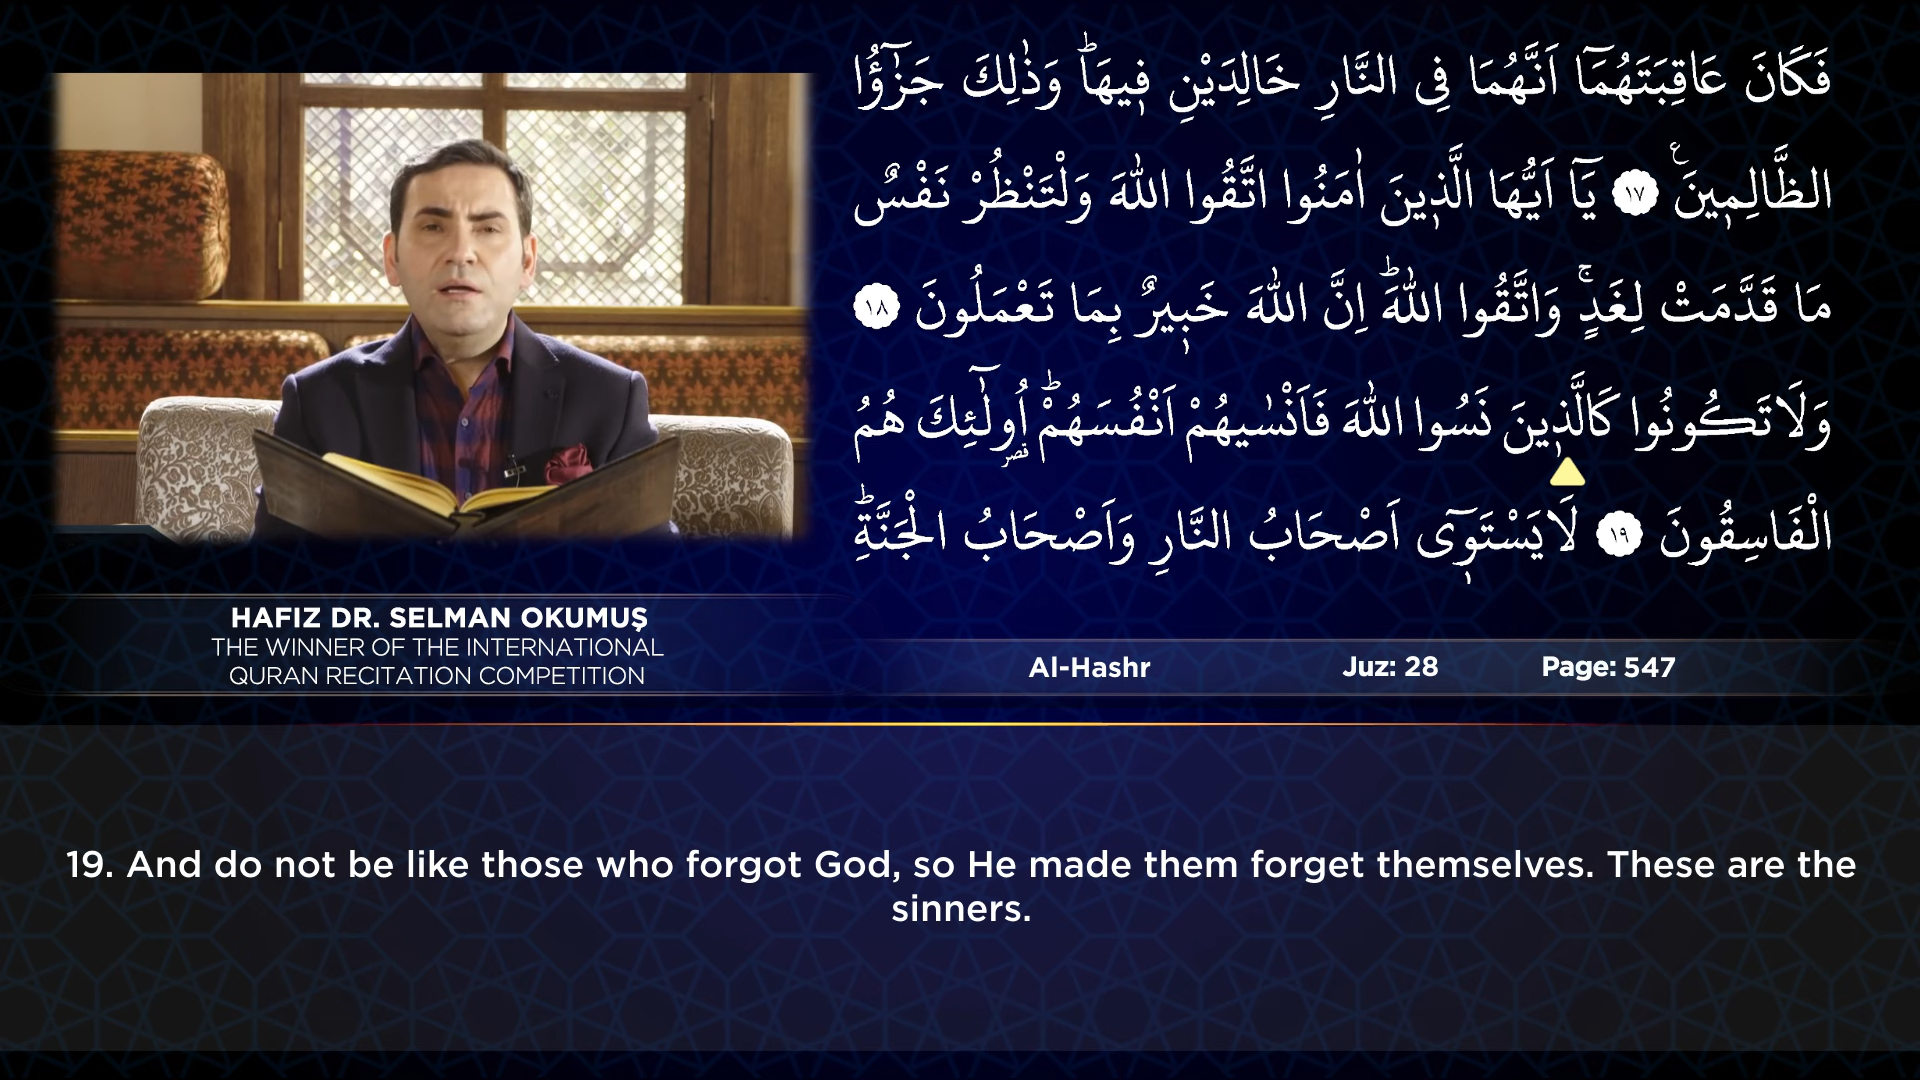 فَكَانَ عَاقِبَتَهُمَٓا اَنَّهُمَا فِى النَّارِ خَالِدَيْنِ ف۪يهَاۜ وَذٰلِكَ جَزٰٓؤُا
الظَّالِم۪ينَ۟ ﴿١٧﴾ يَٓا اَيُّهَا الَّذ۪ينَ اٰمَنُوا اتَّقُوا اللّٰهَ وَلْتَنْظُرْ نَفْسٌ
مَا قَدَّمَتْ لِغَدٍۚ وَاتَّقُوا اللّٰهَۜ اِنَّ اللّٰهَ خَب۪يرٌ بِمَا تَعْمَلُونَ ﴿١٨﴾
وَلَا تَكُونُوا كَالَّذ۪ينَ نَسُوا اللّٰهَ فَاَنْسٰيهُمْ اَنْفُسَهُمْۜ اُو۬لٰٓئِكَ هُمُ
الْفَاسِقُونَ ﴿١٩﴾ لَا يَسْتَو۪ٓى اَصْحَابُ النَّارِ وَاَصْحَابُ الْجَنَّةِۜ
HAFIZ DR. SELMAN OKUMUŞ
THE WINNER OF THE INTERNATIONAL
QURAN RECITATION COMPETITION
Al-Hashr Juz: 28 Page: 547
19. And do not be like those who forgot God, so He made them forget themselves. These are the
sinners.